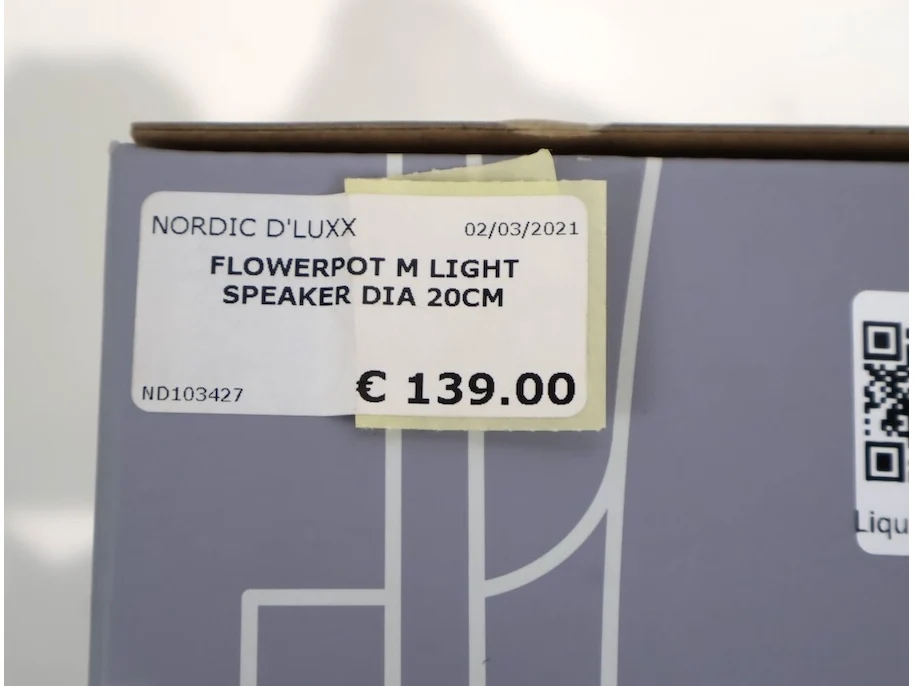 NORDIC D'LUXX 02/03/2021
FLOWERPOT M LIGHT
SPEAKER DIA 20CM
ND103427 € 139.00